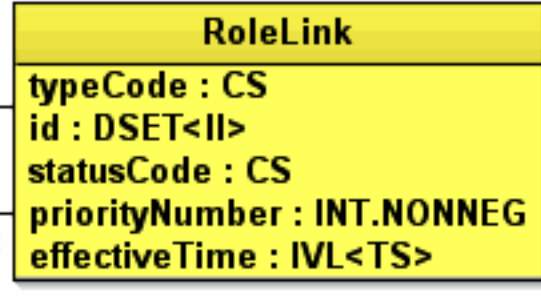 RoleLink
typeCode : CS
id : DSET<II>
statusCode : CS
priorityNumber : INT.NONNEG
effectiveTime : IVL<TS>